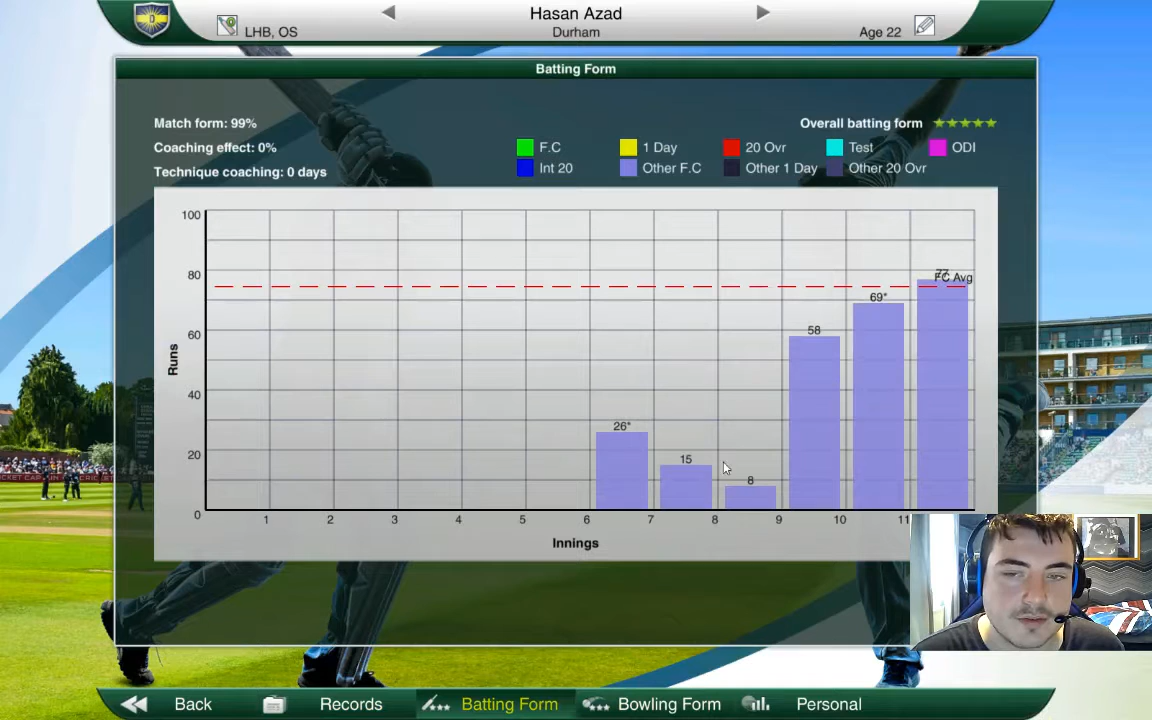 Hasan Azad
LHB, OS
Durham
Age 22
Batting Form
Match form: 99%
Coaching effect: 0%
Technique coaching: 0 days
Overall batting form
F.C
1 Day
20 Ovr
Test
ODI
Int 20
Other F.C
Other 1 Day
Other 20 Ovr
100
80
60
40
20
0
Runs
26*
15
8
58
69*
77
FC Avg
1
2
3
4
5
6
7
8
9
10
11
Innings
Back
Records
Batting Form
Bowling Form
Personal